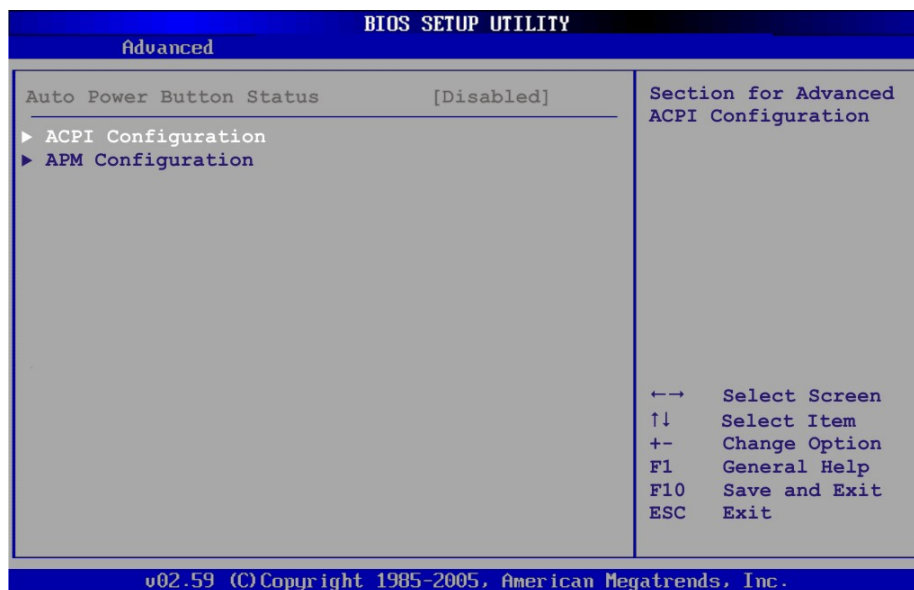 BIOS SETUP UTILITY
Advanced
Auto Power Button Status [Disabled]
▶ ACPI Configuration
▶ APM Configuration
Section for Advanced
ACPI Configuration
←→ Select Screen
↑↓ Select Item
+- Change Option
F1 General Help
F10 Save and Exit
ESC Exit
v02.59 (C)Copyright 1985-2005, American Megatrends, Inc.